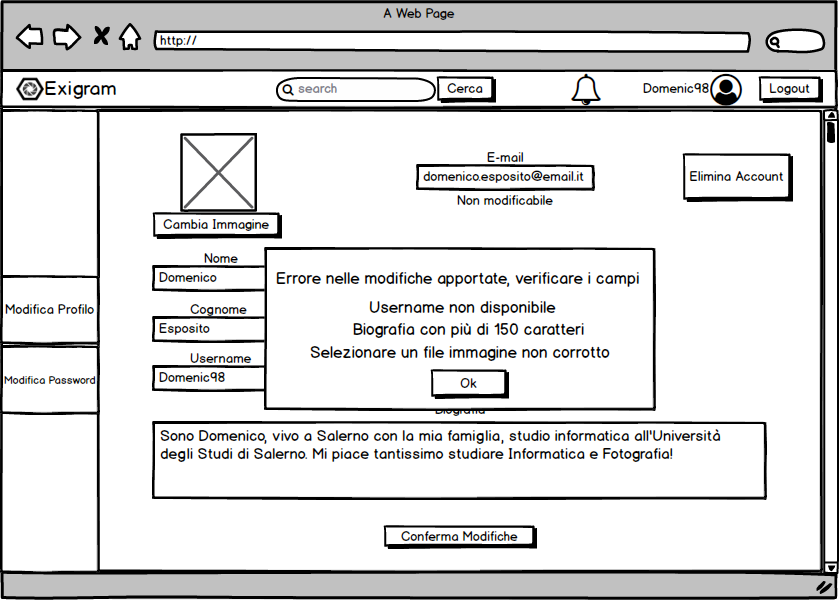 A Web Page
http://
Exigram
search
Cerca
Domenic98
Logout
E-mail
domenico.esposito@email.it
Non modificabile
Elimina Account
Cambia Immagine
Nome
Domenico
Cognome
Esposito
Username
Domenic98
Modifica Profilo
Modifica Password
Errore nelle modifiche apportate, verificare i campi
Username non disponibile
Biografia con più di 150 caratteri
Selezionare un file immagine non corrotto
Ok
Biografia
Sono Domenico, vivo a Salerno con la mia famiglia, studio informatica all'Università
degli Studi di Salerno. Mi piace tantissimo studiare Informatica e Fotografia!
Conferma Modifiche